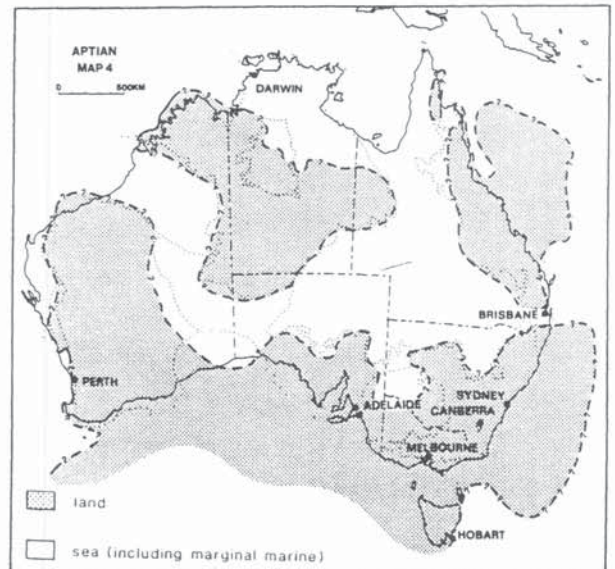 APTIAN
MAP 4
0 500KM
DARWIN
BRISBANE
PERTH
ADELAIDE
SYDNEY
CANBERRA
MELBOURNE
HOBART
land
sea (including marginal marine)